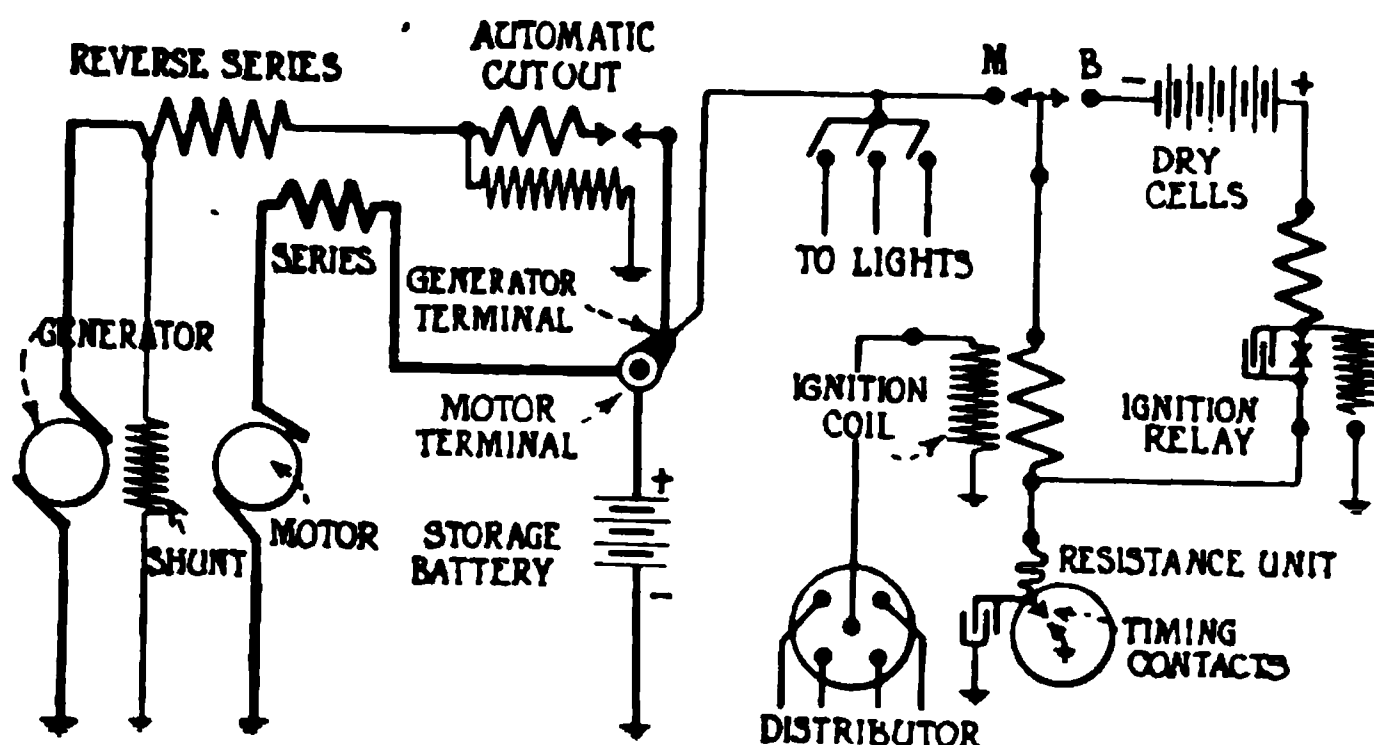 REVERSE SERIES
AUTOMATIC
CUTOUT
M
B
-
+
DRY
CELLS
SERIES
TO LIGHTS
GENERATOR
TERMINAL
GENERATOR
IGNITION
COIL
IGNITION
RELAY
MOTOR
TERMINAL
+
SHUNT
MOTOR
STORAGE
BATTERY
-
RESISTANCE UNIT
TIMING
CONTACTS
DISTRIBUTOR